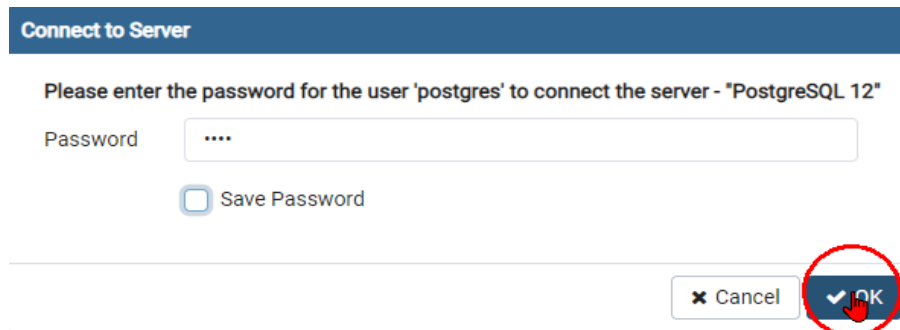 Connect to Server
Please enter the password for the user 'postgres' to connect the server - "PostgreSQL 12"
Password ••••
Save Password
✖ Cancel ✔ OK